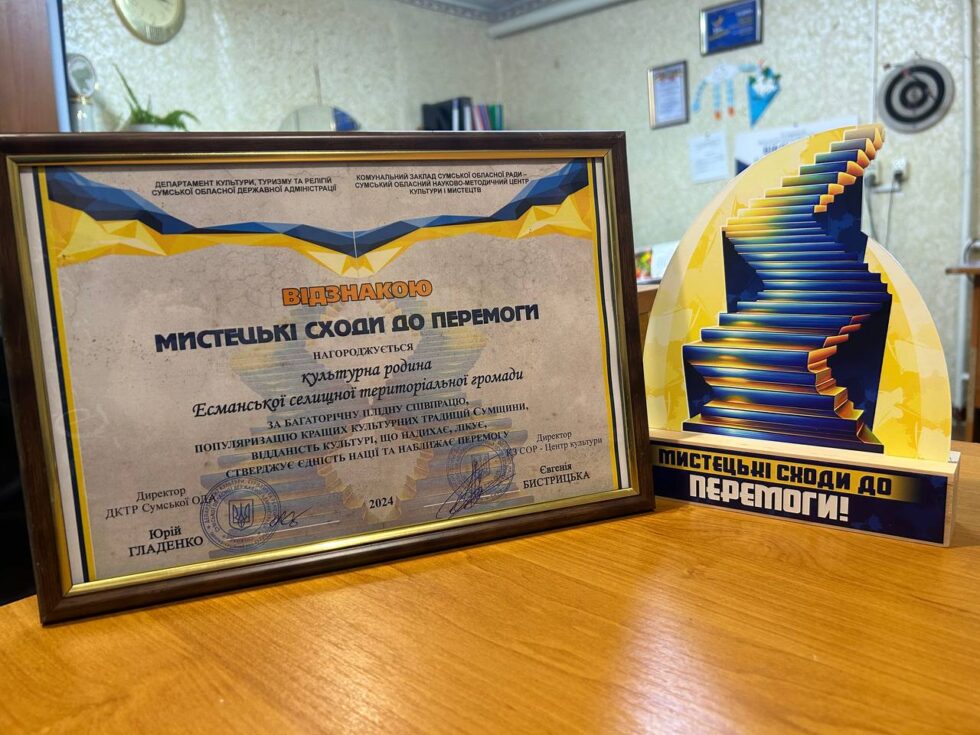 ДЕПАРТАМЕНТ КУЛЬТУРИ, ТУРИЗМУ ТА РЕЛІГІЙ
СУМСЬКОЇ ОБЛАСНОЇ ДЕРЖАВНОЇ АДМІНІСТРАЦІЇ
КОМУНАЛЬНИЙ ЗАКЛАД СУМСЬКОЇ ОБЛАСНОЇ РАДИ –
СУМСЬКИЙ ОБЛАСНИЙ НАУКОВО-МЕТОДИЧНИЙ ЦЕНТР
КУЛЬТУРИ І МИСТЕЦТВ
ВІДЗНАКОЮ
МИСТЕЦЬКІ СХОДИ ДО ПЕРЕМОГИ
НАГОРОДЖУЄТЬСЯ
культурна родина
Есманської селищної територіальної громади
ЗА БАГАТОРІЧНУ ПЛІДНУ СПІВПРАЦЮ,
ПОПУЛЯРИЗАЦІЮ КРАЩИХ КУЛЬТУРНИХ ТРАДИЦІЙ СУМЩИНИ,
ВІДДАНІСТЬ КУЛЬТУРІ, ЩО НАДИХАЄ, ЛІКУЄ,
СТВЕРДЖУЄ ЄДНІСТЬ НАЦІЇ ТА НАБЛИЖАЄ ПЕРЕМОГУ
Директор
ДКТР Сумської ОДА
Юрій
ГЛАДЕНКО
2024
Директор
КЗ СОР - Центр культури
Євгенія
БИСТРИЦЬКА
МИСТЕЦЬКІ СХОДИ ДО
ПЕРЕМОГИ!